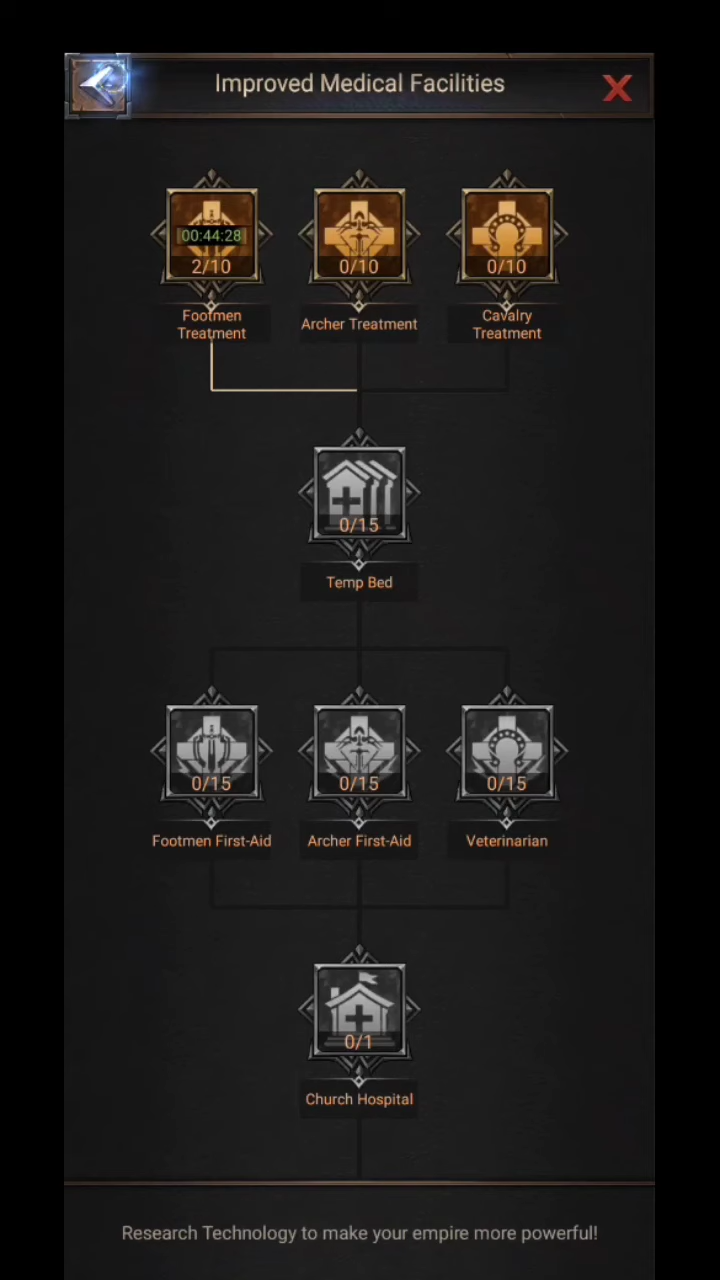 Improved Medical Facilities
X
00:44:28
2/10
0/10
0/10
Footmen
Treatment
Archer Treatment
Cavalry
Treatment
0/15
Temp Bed
0/15
0/15
0/15
Footmen First-Aid
Archer First-Aid
Veterinarian
0/1
Church Hospital
Research Technology to make your empire more powerful!